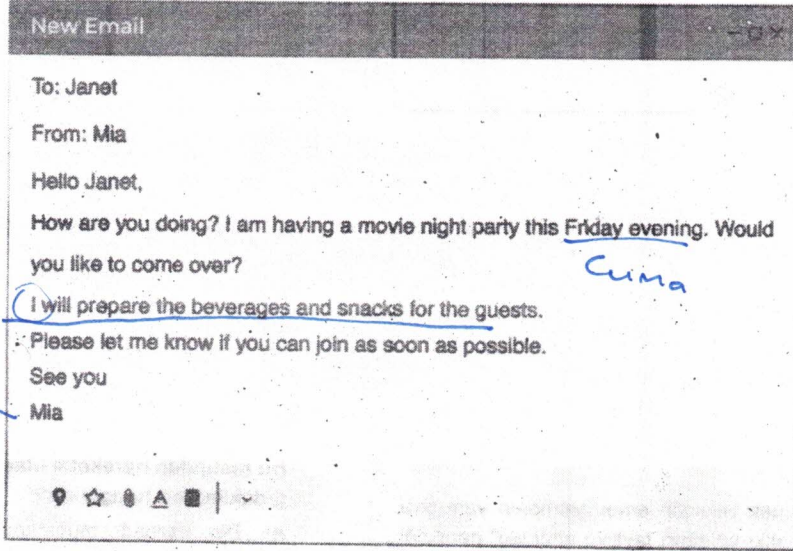 New Email
To: Janet
From: Mia
Hello Janet,
How are you doing? I am having a movie night party this Friday evening. Would
you like to come over?
Cuma
I will prepare the beverages and snacks for the guests.
Please let me know if you can join as soon as possible.
See you
Mia